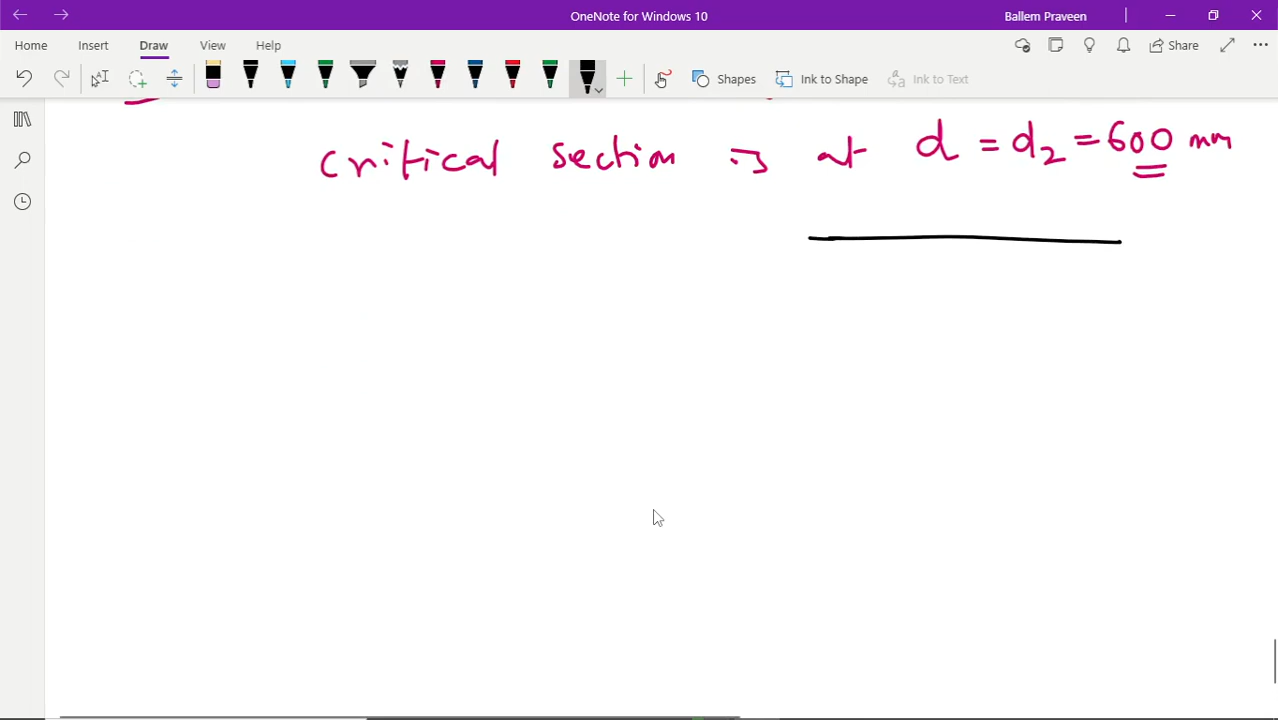 OneNote for Windows 10
Ballem Praveen
Home Insert Draw View Help
Share
Shapes Ink to Shape Ink to Text
critical section is at d = d2 = 600 mm